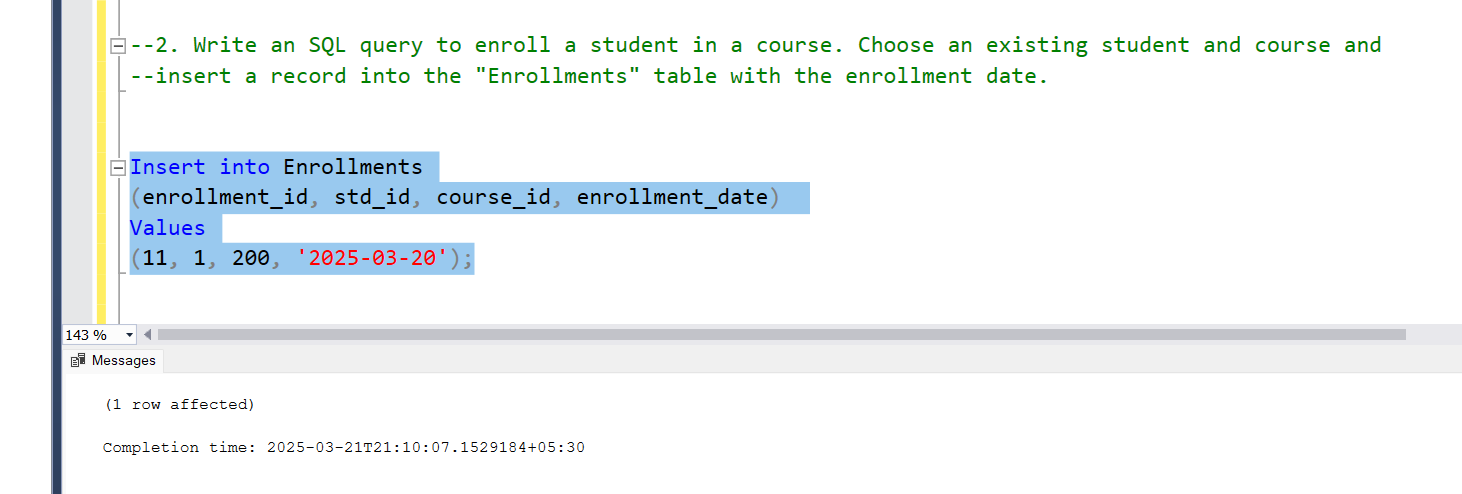 --2. Write an SQL query to enroll a student in a course. Choose an existing student and course and
--insert a record into the "Enrollments" table with the enrollment date.
Insert into Enrollments
(enrollment_id, std_id, course_id, enrollment_date)
Values
(11, 1, 200, '2025-03-20');
143 %
Messages
(1 row affected)
Completion time: 2025-03-21T21:10:07.1529184+05:30